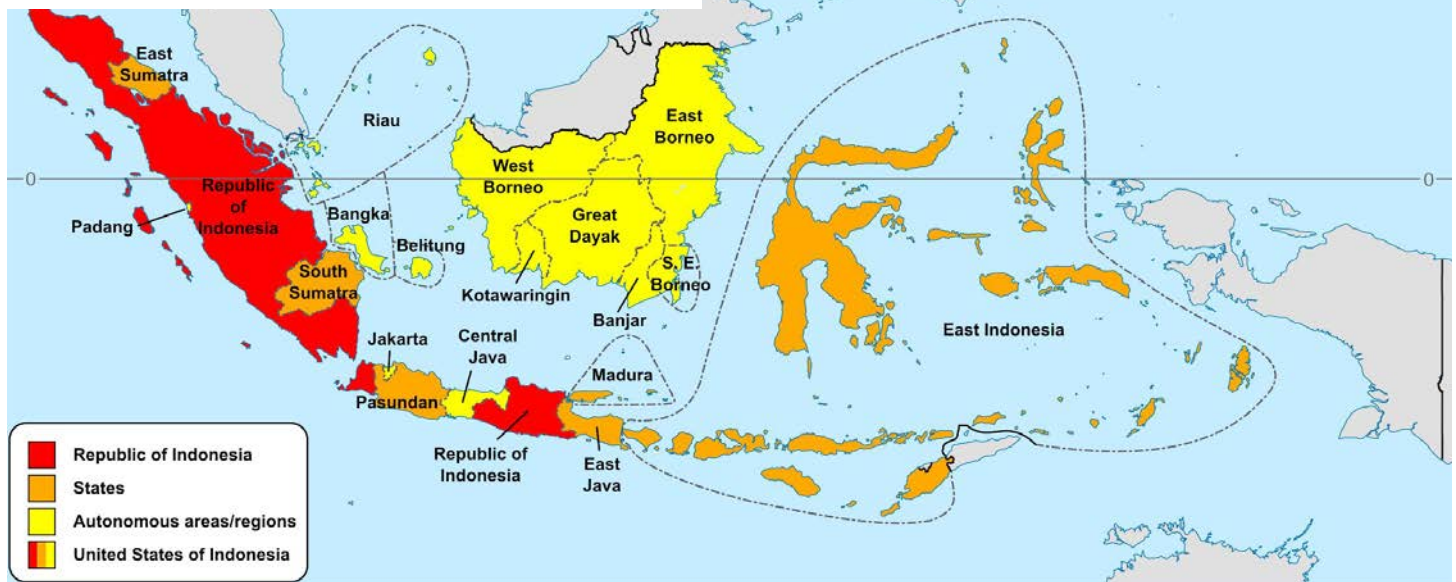 East
Sumatra
Riau
East
Borneo
West
Borneo
0
0
Republic
of
Indonesia
Padang
Bangka
Belitung
Great
Dayak
South
Sumatra
S. E.
Borneo
Kotawaringin
Banjar
East Indonesia
Jakarta
Central
Java
Madura
Pasundan
Republic of
Indonesia
East
Java
Republic of Indonesia
States
Autonomous areas/regions
United States of Indonesia